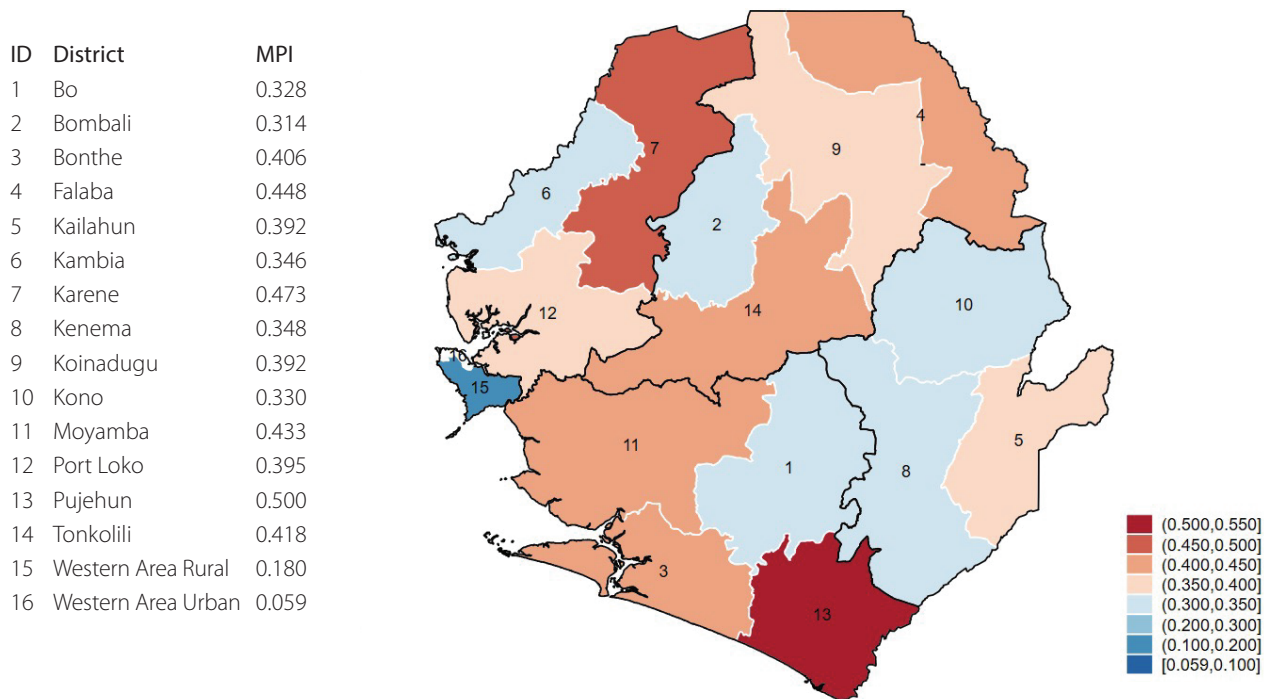 ID District MPI
1 Bo 0.328
2 Bombali 0.314
3 Bonthe 0.406
4 Falaba 0.448
5 Kailahun 0.392
6 Kambia 0.346
7 Karene 0.473
8 Kenema 0.348
9 Koinadugu 0.392
10 Kono 0.330
11 Moyamba 0.433
12 Port Loko 0.395
13 Pujehun 0.500
14 Tonkolili 0.418
15 Western Area Rural 0.180
16 Western Area Urban 0.059
4
7
9
6
2
10
14
12
16
15
5
11
1
8
3
13
(0.500,0.550]
(0.450,0.500]
(0.400,0.450]
(0.350,0.400]
(0.300,0.350]
(0.200,0.300]
(0.100,0.200]
[0.059,0.100]